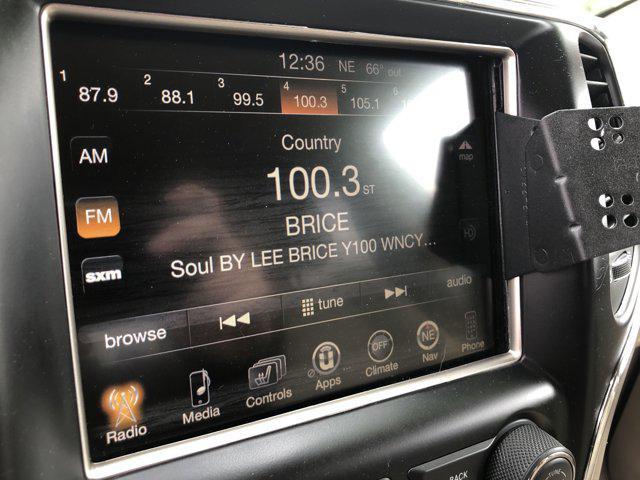 12:36 NE 66° out
1 87.9 2 88.1 3 99.5 4 100.3 5 105.1 6
AM
Country
map
100.3 ST
FM
BRICE
HD
sxm
Soul BY LEE BRICE Y100 WNCY...
browse
tune
audio
Radio
Media
Controls
U
Apps
OFF
Climate
NE
Nav
Phone
BACK
TUNE